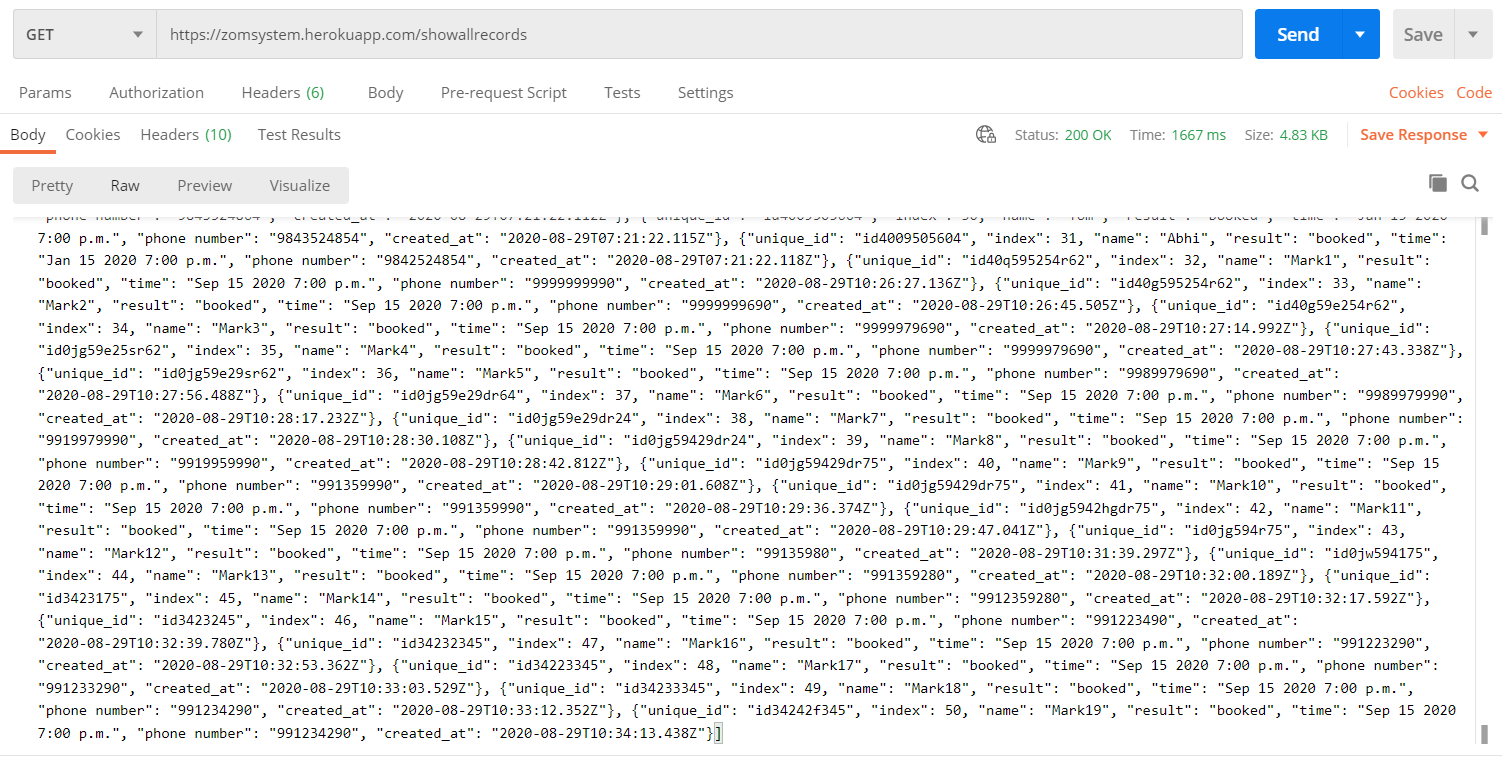 GET
https://zomsystem.herokuapp.com/showallrecords
Send
Save
Params
Authorization
Headers (6)
Body
Pre-request Script
Tests
Settings
Cookies
Code
Body
Cookies
Headers (10)
Test Results
Status: 200 OK
Time: 1667 ms
Size: 4.83 KB
Save Response
Pretty
Raw
Preview
Visualize
7:00 p.m.", "phone number": "9843524854", "created_at": "2020-08-29T07:21:22.115Z"}, {"unique_id": "id4009505604", "index": 31, "name": "Abhi", "result": "booked", "time":
"Jan 15 2020 7:00 p.m.", "phone number": "9842524854", "created_at": "2020-08-29T07:21:22.118Z"}, {"unique_id": "id40q595254r62", "index": 32, "name": "Mark1", "result":
"booked", "time": "Sep 15 2020 7:00 p.m.", "phone number": "9999999990", "created_at": "2020-08-29T10:26:27.136Z"}, {"unique_id": "id40g595254r62", "index": 33, "name":
"Mark2", "result": "booked", "time": "Sep 15 2020 7:00 p.m.", "phone number": "9999999690", "created_at": "2020-08-29T10:26:45.505Z"}, {"unique_id": "id40g59e254r62",
"index": 34, "name": "Mark3", "result": "booked", "time": "Sep 15 2020 7:00 p.m.", "phone number": "9999979690", "created_at": "2020-08-29T10:27:14.992Z"}, {"unique_id":
"id0jg59e25sr62", "index": 35, "name": "Mark4", "result": "booked", "time": "Sep 15 2020 7:00 p.m.", "phone number": "9999979690", "created_at": "2020-08-29T10:27:43.338Z"},
{"unique_id": "id0jg59e29sr62", "index": 36, "name": "Mark5", "result": "booked", "time": "Sep 15 2020 7:00 p.m.", "phone number": "9989979690", "created_at":
"2020-08-29T10:27:56.488Z"}, {"unique_id": "id0jg59e29dr64", "index": 37, "name": "Mark6", "result": "booked", "time": "Sep 15 2020 7:00 p.m.", "phone number": "9989979990",
"created_at": "2020-08-29T10:28:17.232Z"}, {"unique_id": "id0jg59e29dr24", "index": 38, "name": "Mark7", "result": "booked", "time": "Sep 15 2020 7:00 p.m.", "phone number":
"9919979990", "created_at": "2020-08-29T10:28:30.108Z"}, {"unique_id": "id0jg59429dr24", "index": 39, "name": "Mark8", "result": "booked", "time": "Sep 15 2020 7:00 p.m.",
"phone number": "9919959990", "created_at": "2020-08-29T10:28:42.812Z"}, {"unique_id": "id0jg59429dr75", "index": 40, "name": "Mark9", "result": "booked", "time": "Sep 15
2020 7:00 p.m.", "phone number": "991359990", "created_at": "2020-08-29T10:29:01.608Z"}, {"unique_id": "id0jg59429dr75", "index": 41, "name": "Mark10", "result": "booked",
"time": "Sep 15 2020 7:00 p.m.", "phone number": "991359990", "created_at": "2020-08-29T10:29:36.374Z"}, {"unique_id": "id0jg5942hgdr75", "index": 42, "name": "Mark11",
"result": "booked", "time": "Sep 15 2020 7:00 p.m.", "phone number": "991359990", "created_at": "2020-08-29T10:29:47.041Z"}, {"unique_id": "id0jg594r75", "index": 43,
"name": "Mark12", "result": "booked", "time": "Sep 15 2020 7:00 p.m.", "phone number": "99135980", "created_at": "2020-08-29T10:31:39.297Z"}, {"unique_id": "id0jw594175",
"index": 44, "name": "Mark13", "result": "booked", "time": "Sep 15 2020 7:00 p.m.", "phone number": "991359280", "created_at": "2020-08-29T10:32:00.189Z"}, {"unique_id":
"id3423175", "index": 45, "name": "Mark14", "result": "booked", "time": "Sep 15 2020 7:00 p.m.", "phone number": "9912359280", "created_at": "2020-08-29T10:32:17.592Z"},
{"unique_id": "id3423245", "index": 46, "name": "Mark15", "result": "booked", "time": "Sep 15 2020 7:00 p.m.", "phone number": "991223490", "created_at":
"2020-08-29T10:32:39.780Z"}, {"unique_id": "id34232345", "index": 47, "name": "Mark16", "result": "booked", "time": "Sep 15 2020 7:00 p.m.", "phone number": "991223290",
"created_at": "2020-08-29T10:32:53.362Z"}, {"unique_id": "id34223345", "index": 48, "name": "Mark17", "result": "booked", "time": "Sep 15 2020 7:00 p.m.", "phone number":
"991233290", "created_at": "2020-08-29T10:33:03.529Z"}, {"unique_id": "id34233345", "index": 49, "name": "Mark18", "result": "booked", "time": "Sep 15 2020 7:00 p.m.",
"phone number": "991234290", "created_at": "2020-08-29T10:33:12.352Z"}, {"unique_id": "id34242f345", "index": 50, "name": "Mark19", "result": "booked", "time": "Sep 15 2020
7:00 p.m.", "phone number": "991234290", "created_at": "2020-08-29T10:34:13.438Z"}]